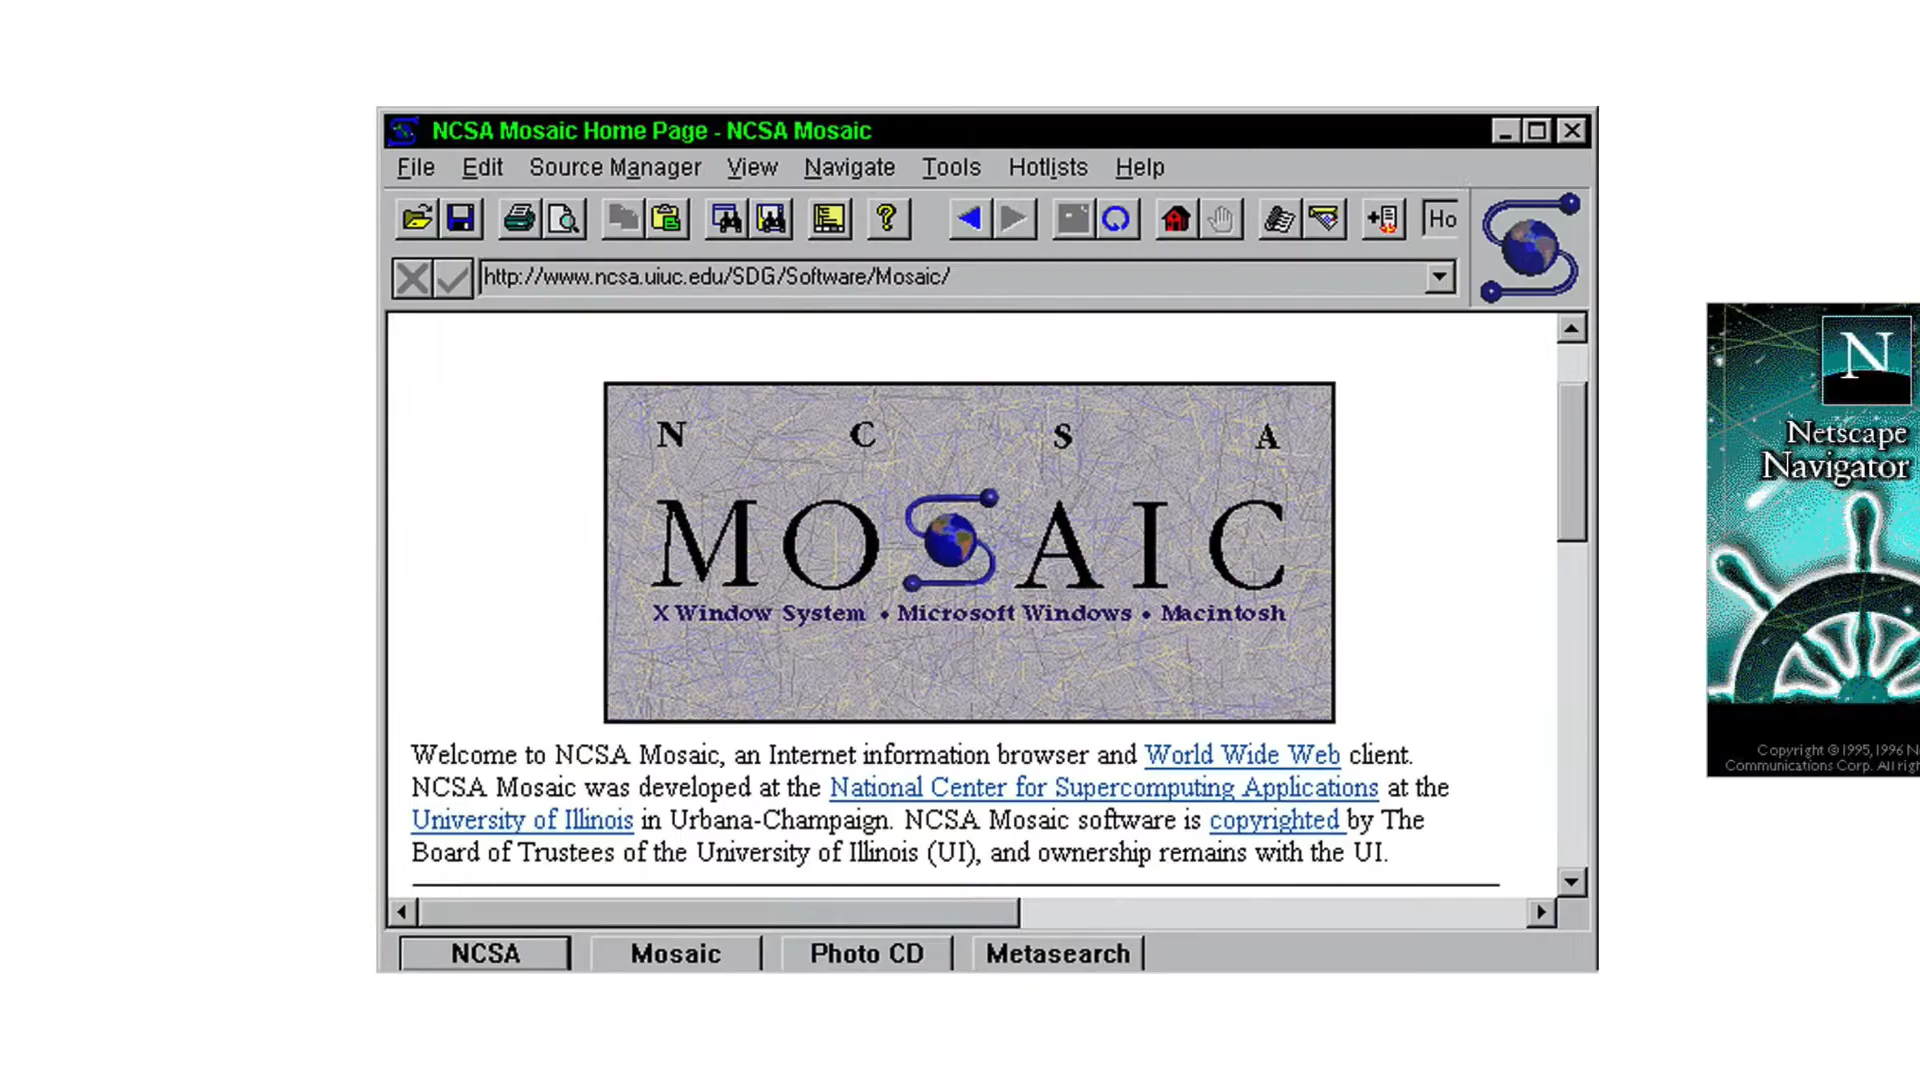 NCSA Mosaic Home Page - NCSA Mosaic
File Edit Source Manager View Navigate Tools Hotlists Help
Ho
http://www.ncsa.uiuc.edu/SDG/Software/Mosaic/
N C S A
MOSAIC
X Window System • Microsoft Windows • Macintosh
Welcome to NCSA Mosaic, an Internet information browser and World Wide Web client.
NCSA Mosaic was developed at the National Center for Supercomputing Applications at the
University of Illinois in Urbana-Champaign. NCSA Mosaic software is copyrighted by The
Board of Trustees of the University of Illinois (UI), and ownership remains with the UI.
NCSA Mosaic Photo CD Metasearch
N
Netscape
Navigator
Copyright © 1995, 1996
Communications Corp. All